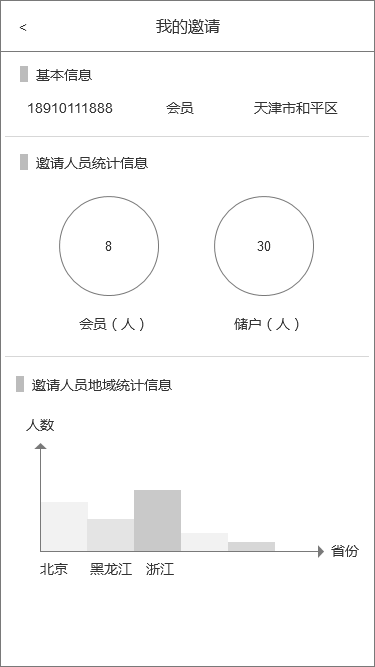 < 我的邀请
基本信息
18910111888 会员 天津市和平区
邀请人员统计信息
8 30
会员（人） 储户（人）
邀请人员地域统计信息
人数
省份
北京 黑龙江 浙江